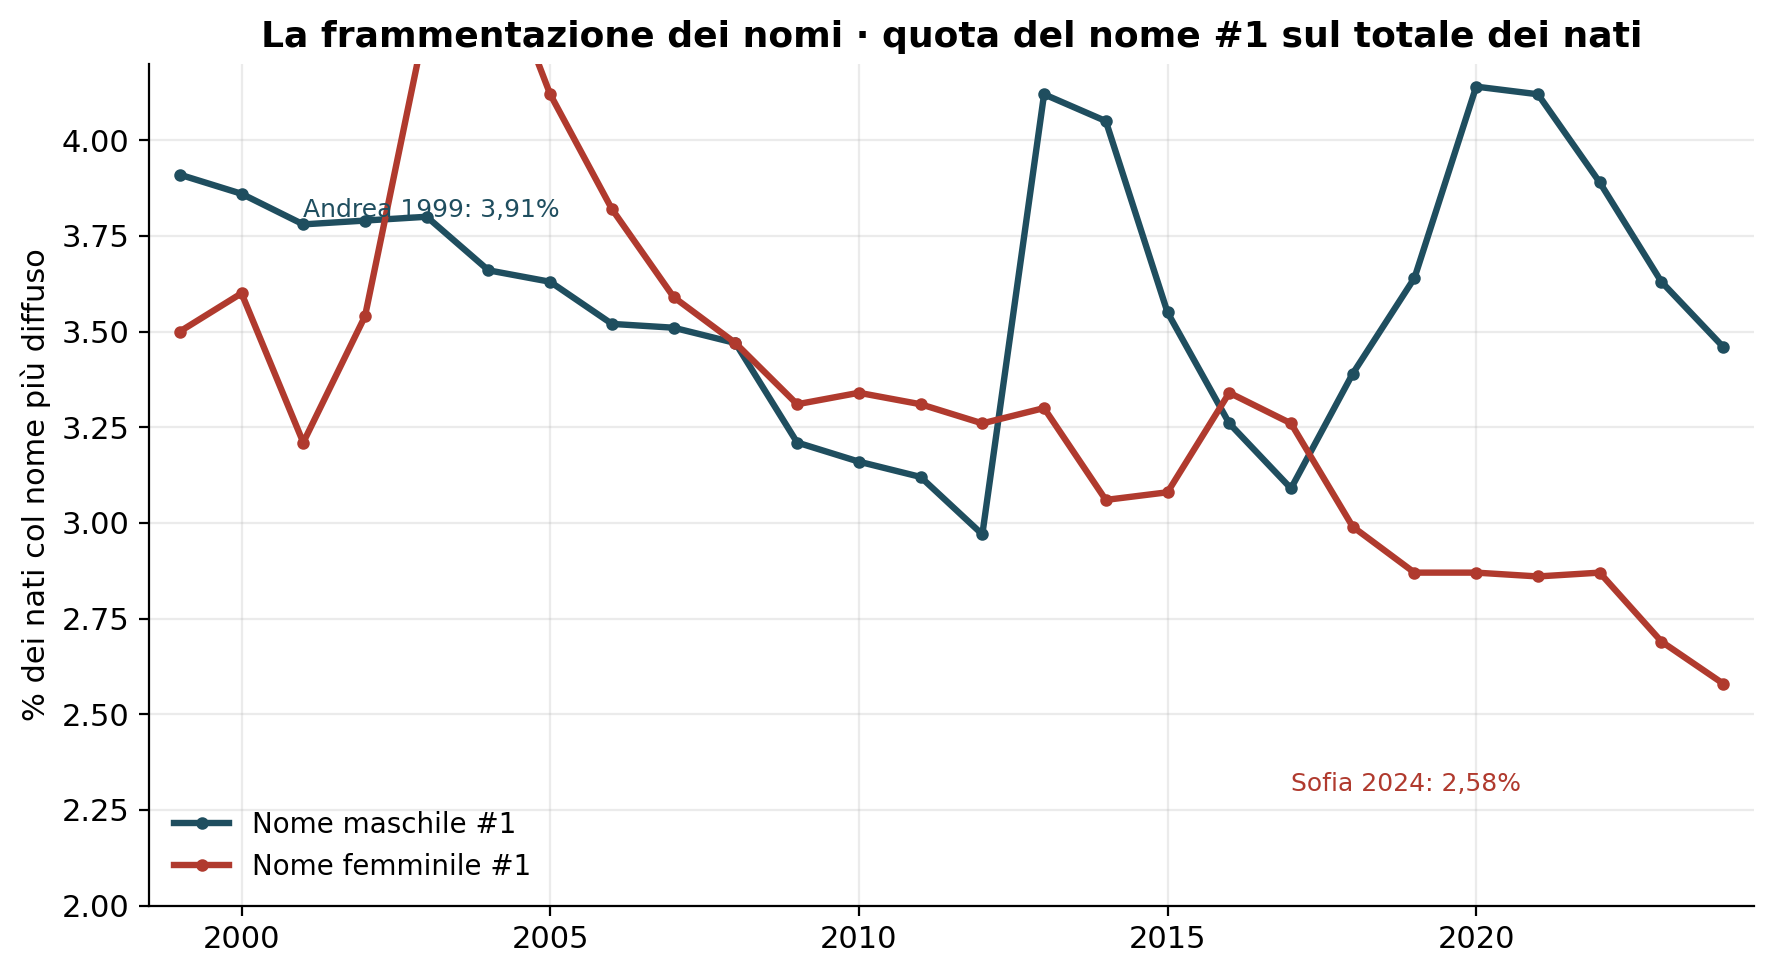 La frammentazione dei nomi · quota del nome #1 sul totale dei nati
% dei nati col nome più diffuso
4.00
3.75
3.50
3.25
3.00
2.75
2.50
2.25
2.00
Andrea 1999: 3,91%
Sofia 2024: 2,58%
Nome maschile #1
Nome femminile #1
2000 2005 2010 2015 2020